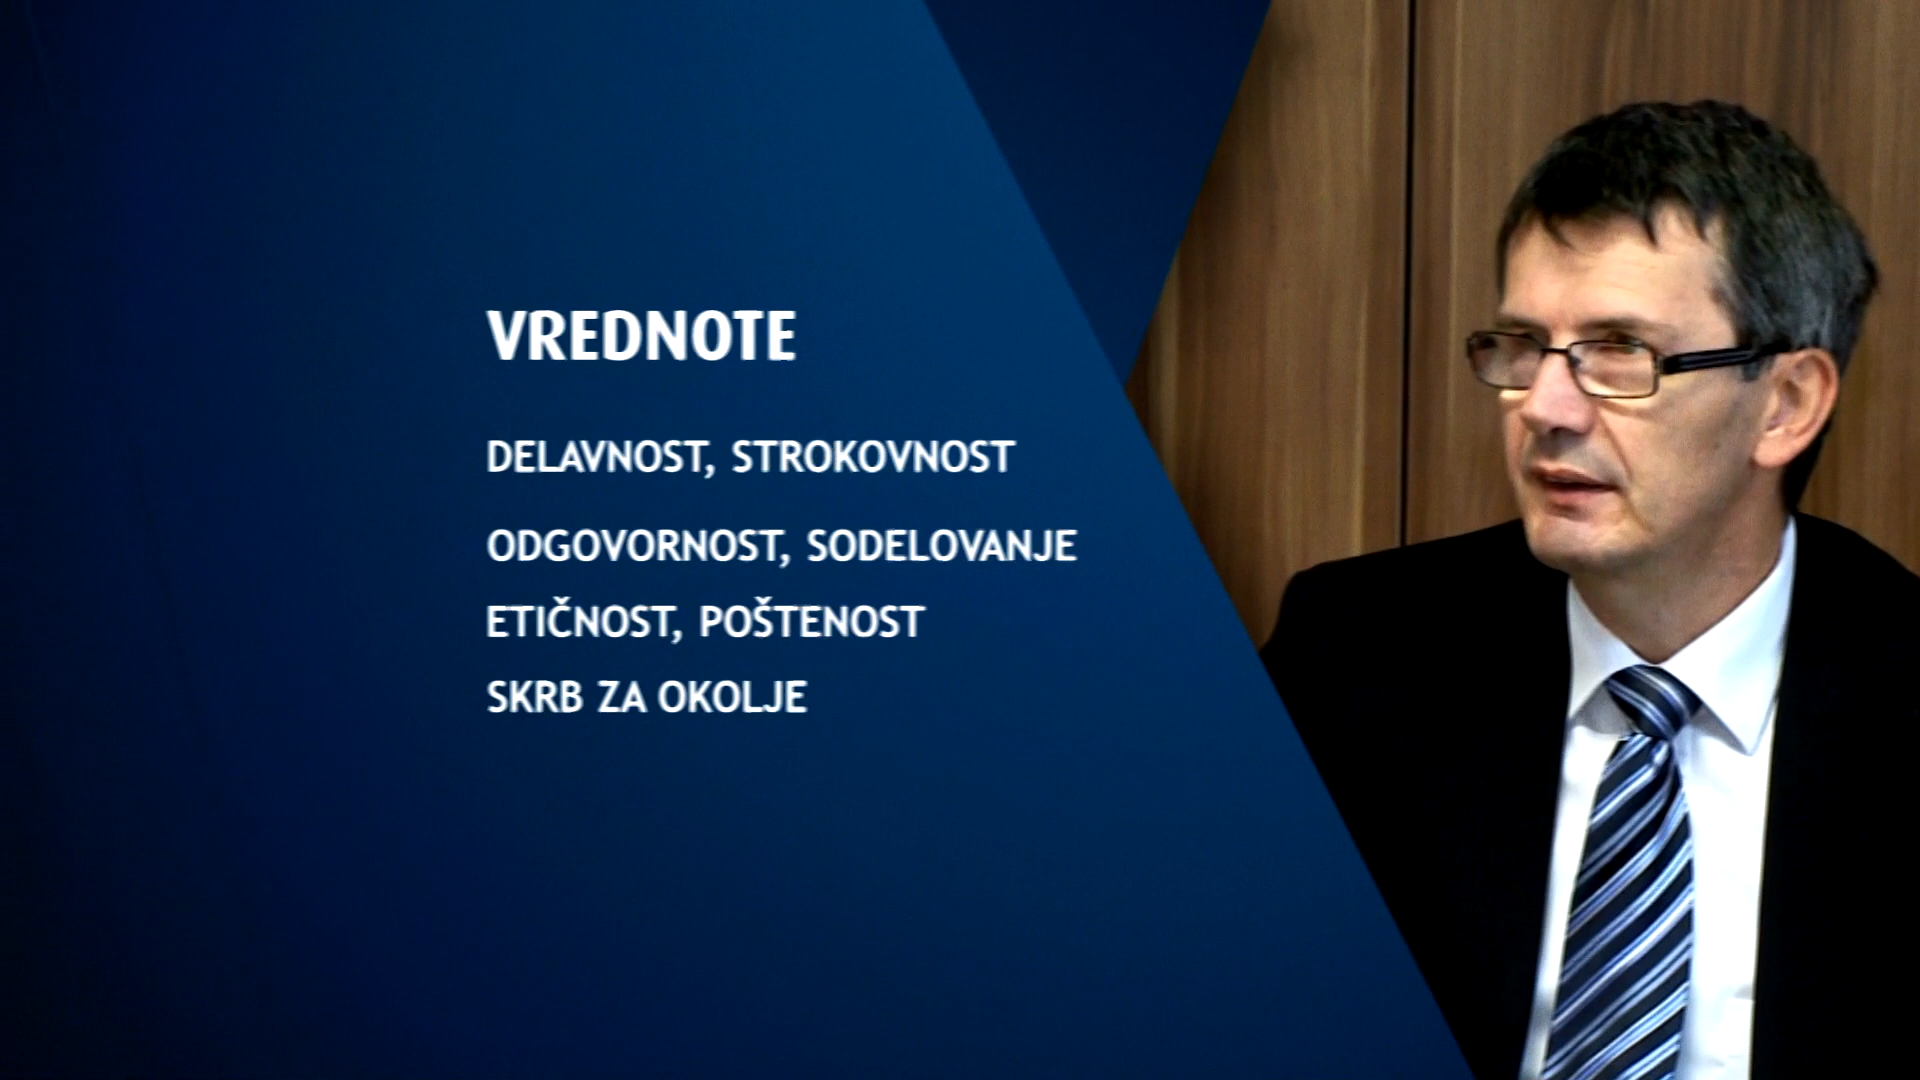 VREDNOTE
DELAVNOST, STROKOVNOST
ODGOVORNOST, SODELOVANJE
ETIČNOST, POŠTENOST
SKRB ZA OKOLJE